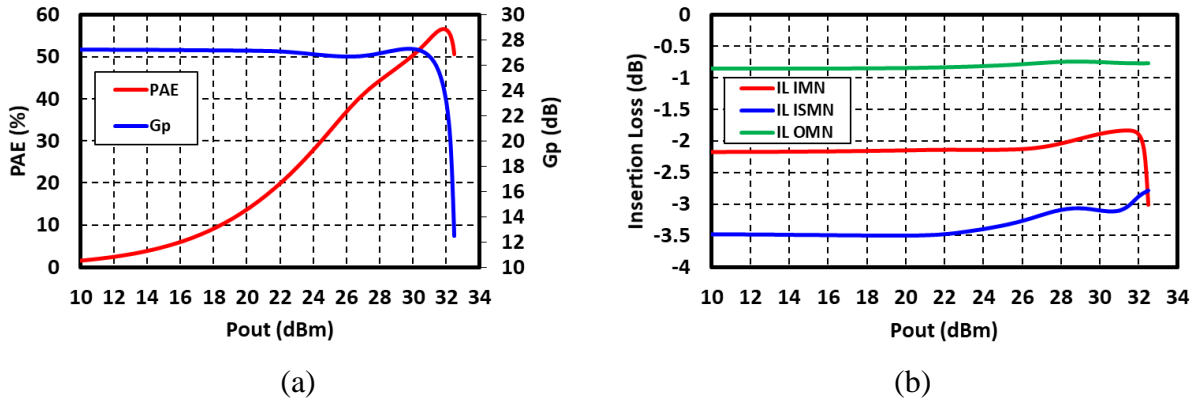 60
50
40
30
20
10
0
PAE (%)
PAE
Gp
30
28
26
24
22
20
18
16
14
12
10
Gp (dB)
10 12 14 16 18 20 22 24 26 28 30 32 34
Pout (dBm)
(a)
0
-0.5
-1
-1.5
-2
-2.5
-3
-3.5
-4
Insertion Loss (dB)
IL IMN
IL ISMN
IL OMN
10 12 14 16 18 20 22 24 26 28 30 32 34
Pout (dBm)
(b)